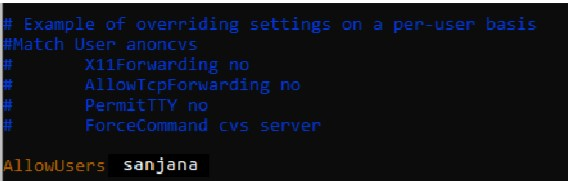 # Example of overriding settings on a per-user basis
#Match User anoncvs
#       X11Forwarding no
#       AllowTcpForwarding no
#       PermitTTY no
#       ForceCommand cvs server
AllowUsers sanjana